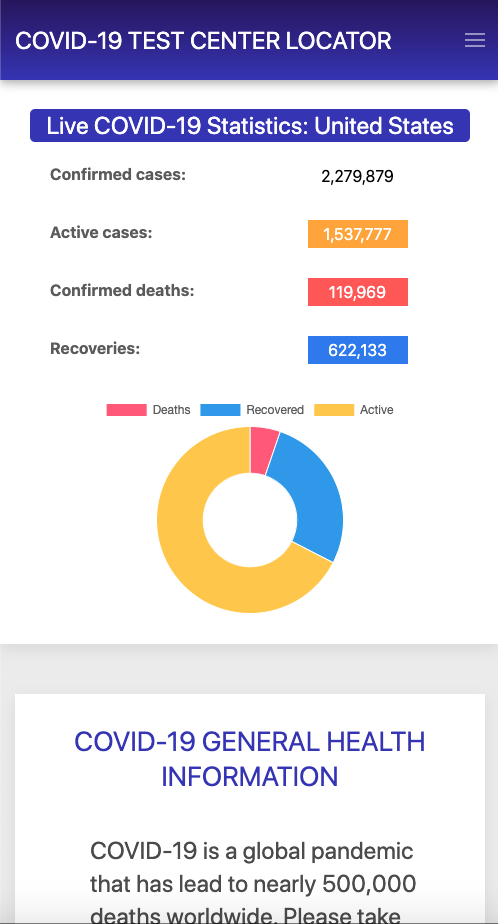 COVID-19 TEST CENTER LOCATOR
Live COVID-19 Statistics: United States
Confirmed cases: 2,279,879
Active cases: 1,537,777
Confirmed deaths: 119,969
Recoveries: 622,133
Deaths Recovered Active
COVID-19 GENERAL HEALTH
INFORMATION
COVID-19 is a global pandemic
that has lead to nearly 500,000
deaths worldwide. Please take